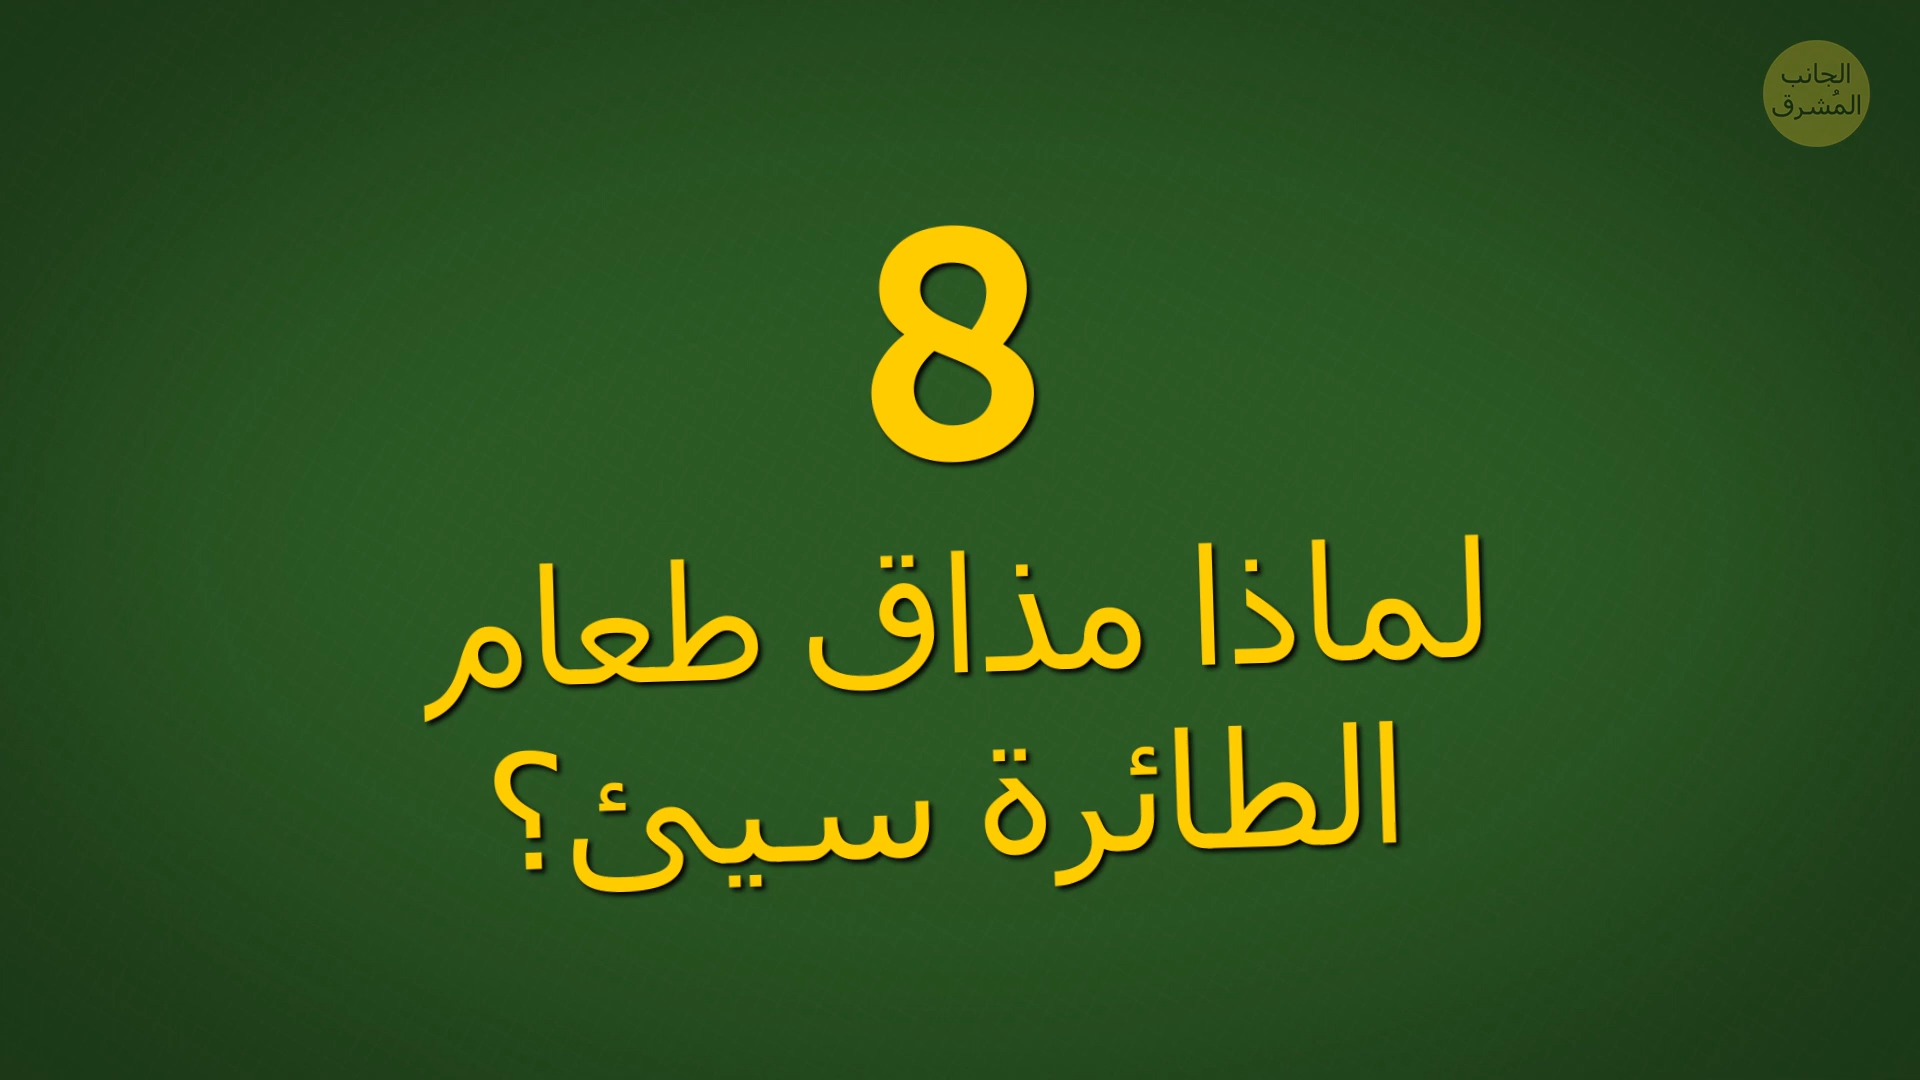 الجانب
المُشرق
8
لماذا مذاق طعام
الطائرة سيئ؟